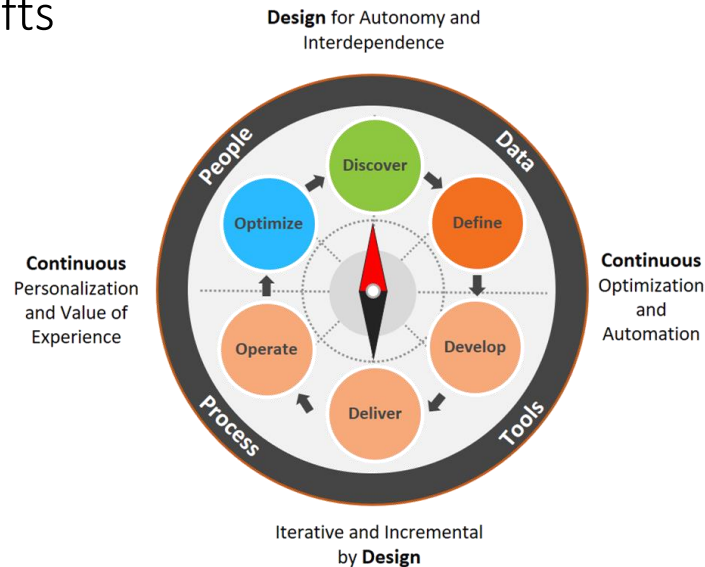 fts
Design for Autonomy and
Interdependence
People
Data
Discover
Optimize
Define
Continuous
Personalization
and Value of
Experience
Continuous
Optimization
and
Automation
Operate
Develop
Deliver
Process
Tools
Iterative and Incremental
by Design